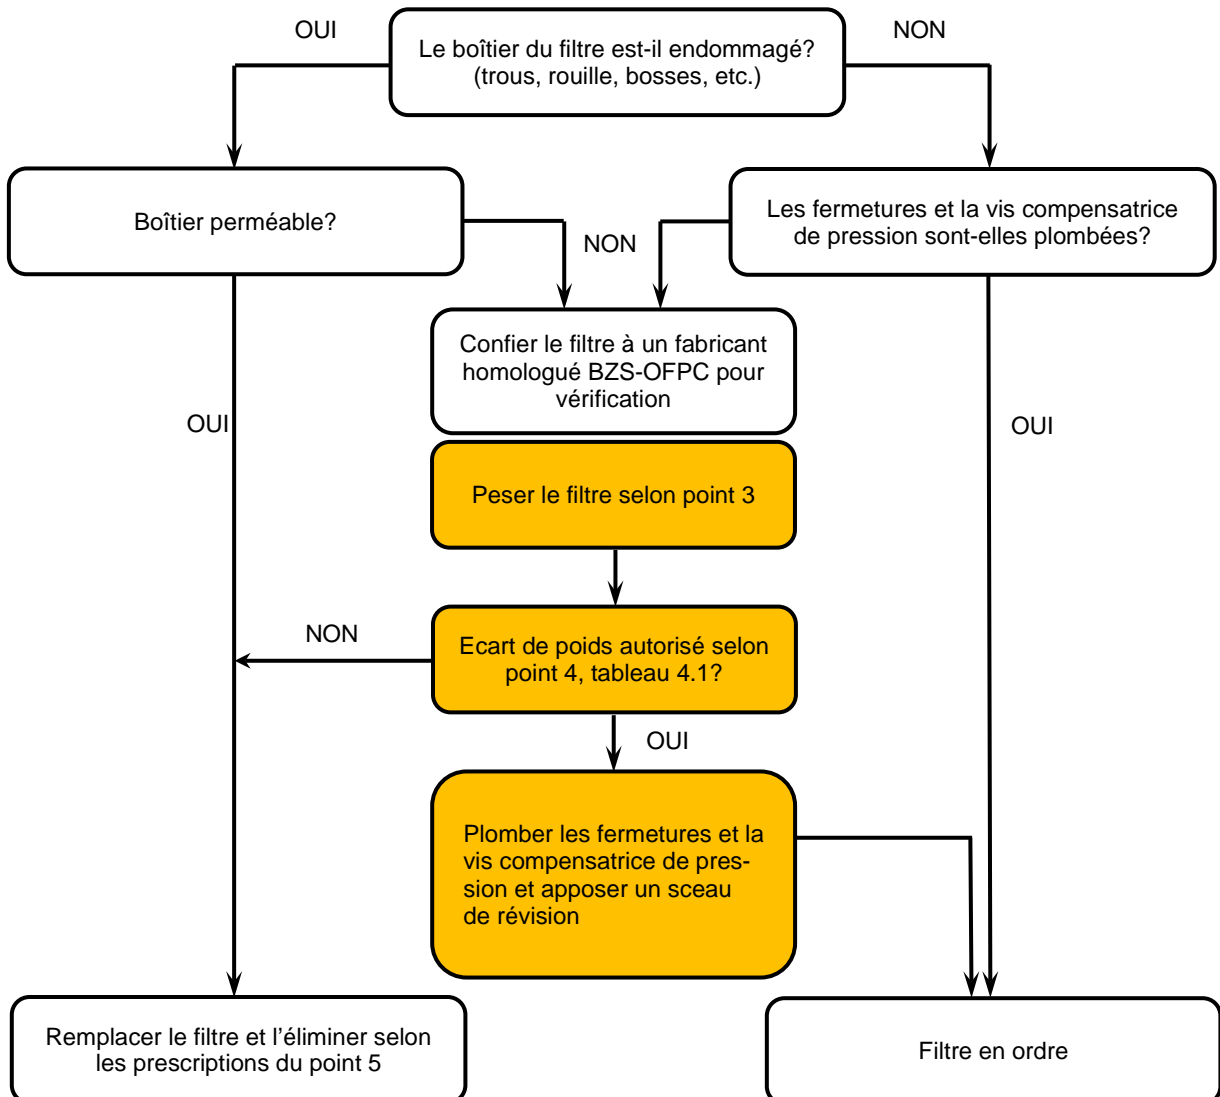 OUI
Le boîtier du filtre est-il endommagé?
(trous, rouille, bosses, etc.)
NON
Boîtier perméable?
NON
Les fermetures et la vis compensatrice
de pression sont-elles plombées?
Confier le filtre à un fabricant
homologué BZS-OFPC pour
vérification
OUI
OUI
Peser le filtre selon point 3
NON
Ecart de poids autorisé selon
point 4, tableau 4.1?
OUI
Plomber les fermetures et la
vis compensatrice de pres-
sion et apposer un sceau
de révision
Remplacer le filtre et l’éliminer selon
les prescriptions du point 5
Filtre en ordre